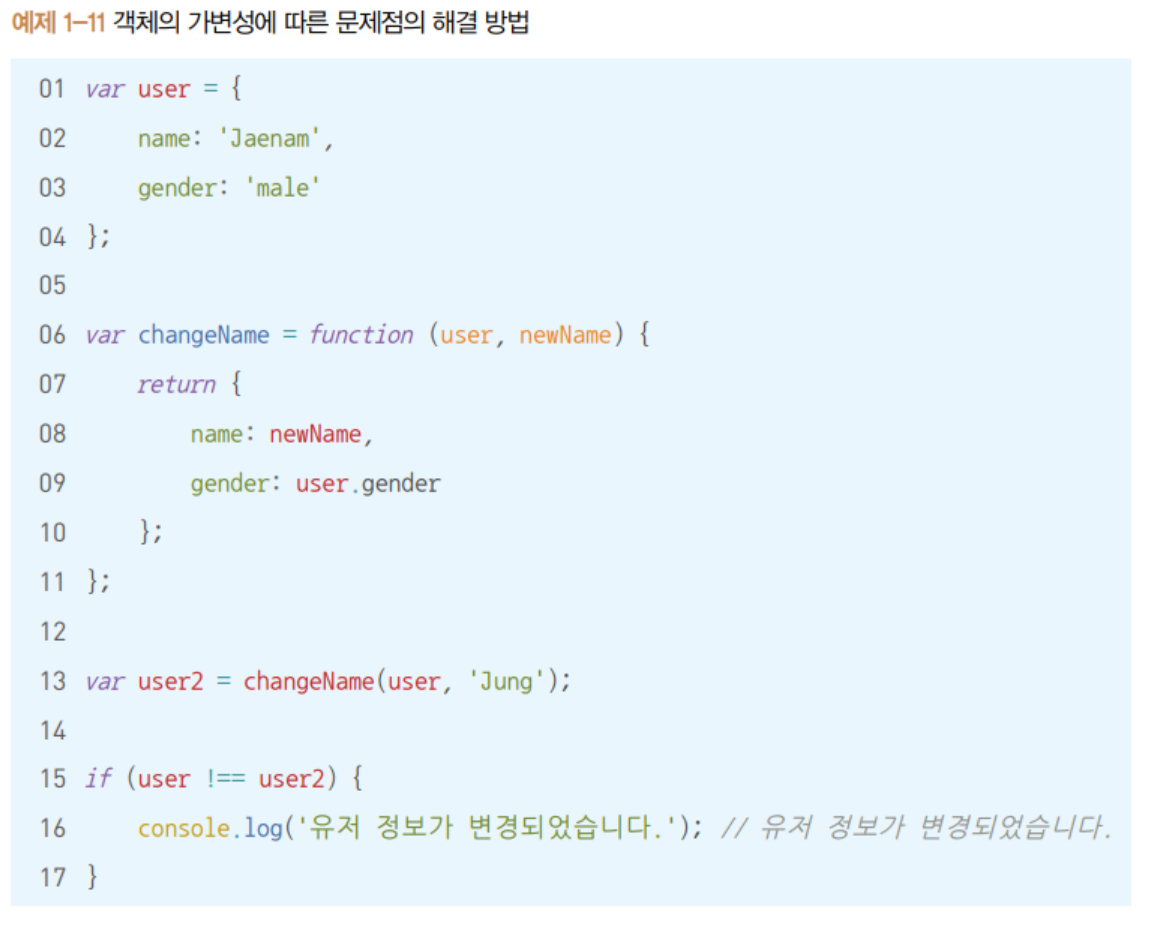 예제 1-11 객체의 가변성에 따른 문제점의 해결 방법
01 var user = {
02     name: 'Jaenam',
03     gender: 'male'
04 };
05
06 var changeName = function (user, newName) {
07     return {
08         name: newName,
09         gender: user.gender
10     };
11 };
12
13 var user2 = changeName(user, 'Jung');
14
15 if (user !== user2) {
16     console.log('유저 정보가 변경되었습니다.'); // 유저 정보가 변경되었습니다.
17 }